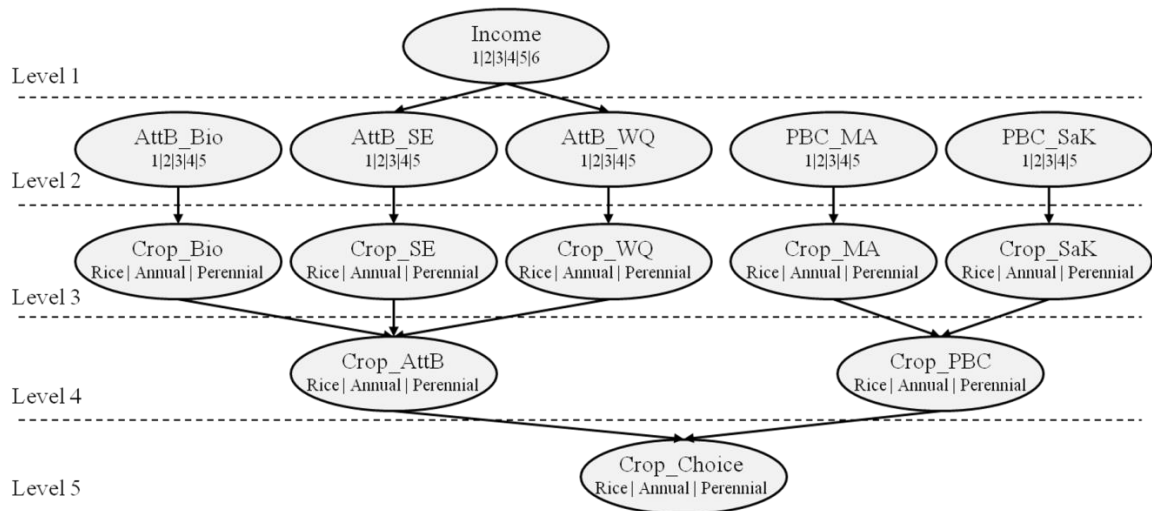 Income
1|2|3|4|5|6
Level 1
AttB_Bio
1|2|3|4|5
AttB_SE
1|2|3|4|5
AttB_WQ
1|2|3|4|5
PBC_MA
1|2|3|4|5
PBC_SaK
1|2|3|4|5
Level 2
Crop_Bio
Rice | Annual | Perennial
Crop_SE
Rice | Annual | Perennial
Crop_WQ
Rice | Annual | Perennial
Crop_MA
Rice | Annual | Perennial
Crop_SaK
Rice | Annual | Perennial
Level 3
Crop_AttB
Rice | Annual | Perennial
Crop_PBC
Rice | Annual | Perennial
Level 4
Crop_Choice
Rice | Annual | Perennial
Level 5